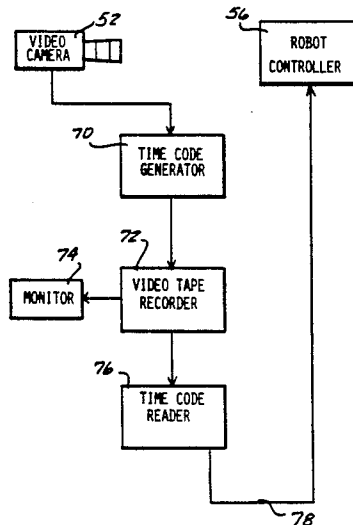 52
VIDEO
CAMERA
56
ROBOT
CONTROLLER
70
TIME CODE
GENERATOR
72
VIDEO TAPE
RECORDER
74
MONITOR
76
TIME CODE
READER
78